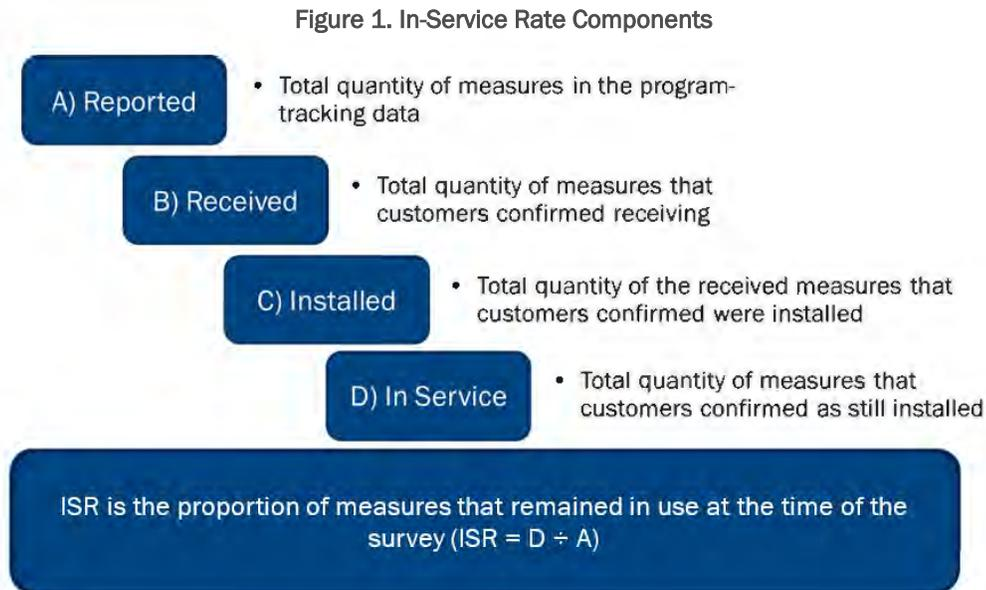 Figure 1. In-Service Rate Components
A) Reported
• Total quantity of measures in the program-
tracking data
B) Received
• Total quantity of measures that
customers confirmed receiving
C) Installed
• Total quantity of the received measures that
customers confirmed were installed
D) In Service
• Total quantity of measures that
customers confirmed as still installed
ISR is the proportion of measures that remained in use at the time of the
survey (ISR = D ÷ A)